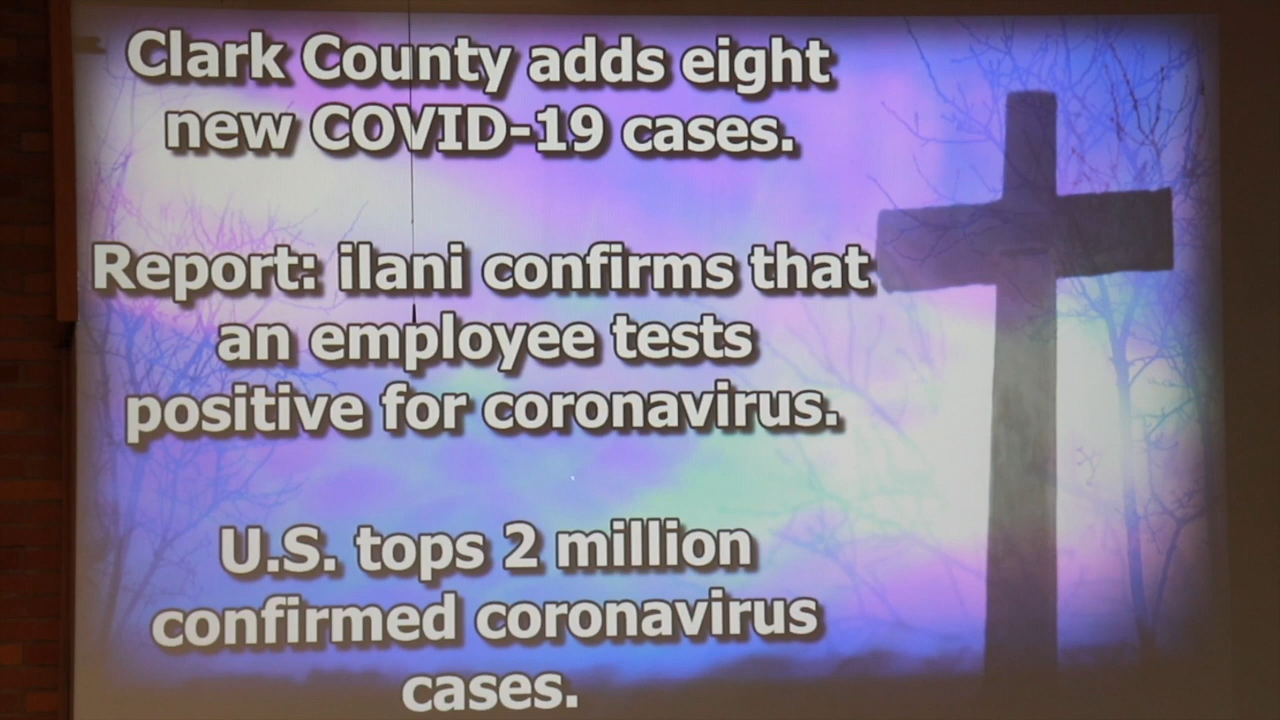 Clark County adds eight
new COVID-19 cases.
Report: ilani confirms that
an employee tests
positive for coronavirus.
U.S. tops 2 million
confirmed coronavirus
cases.